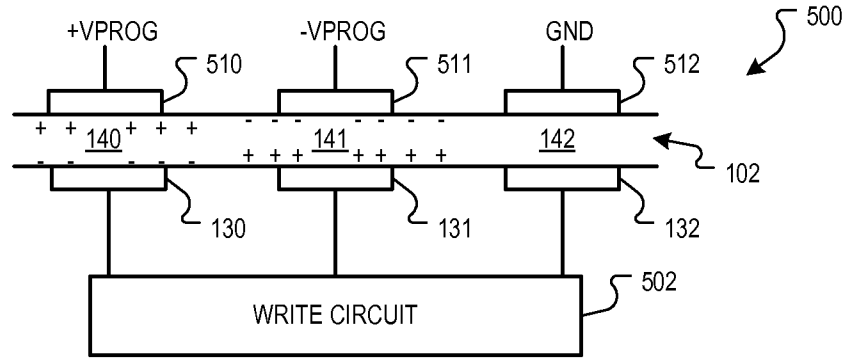 +VPROG -VPROG GND 500
510 511 512
+ + + + + - - - - - - -
140 141 142
- - - - - + + + + + + +
102
130 131 132
502
WRITE CIRCUIT